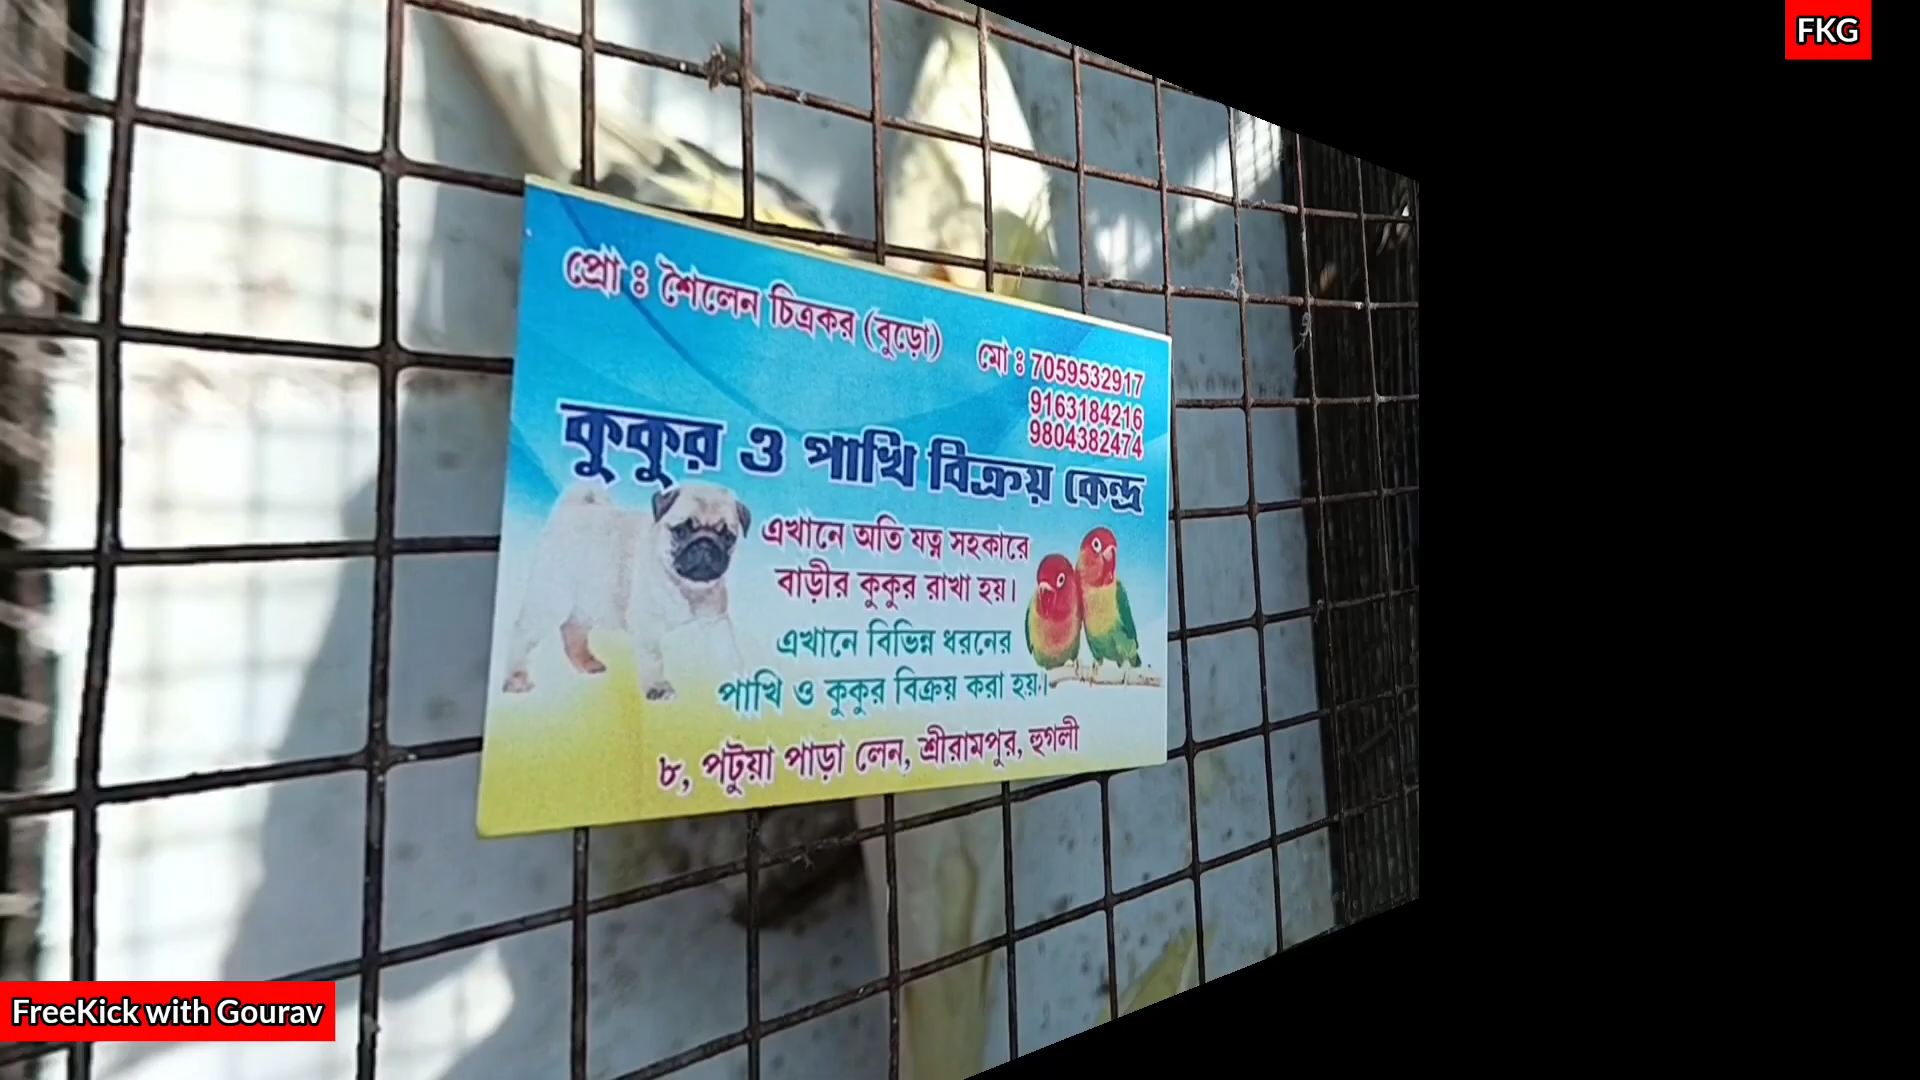 FKG
প্রো ঃ শৈলেন চিত্রকর (বুড়ো)
মো ঃ 7059532917
9163184216
9804382474
কুকুর ও পাখি বিক্রয় কেন্দ্র
এখানে অতি যত্ন সহকারে
বাড়ীর কুকুর রাখা হয়।
এখানে বিভিন্ন ধরনের
পাখি ও কুকুর বিক্রয় করা হয়।
৮, পটুয়া পাড়া লেন, শ্রীরামপুর, হুগলী
FreeKick with Gourav